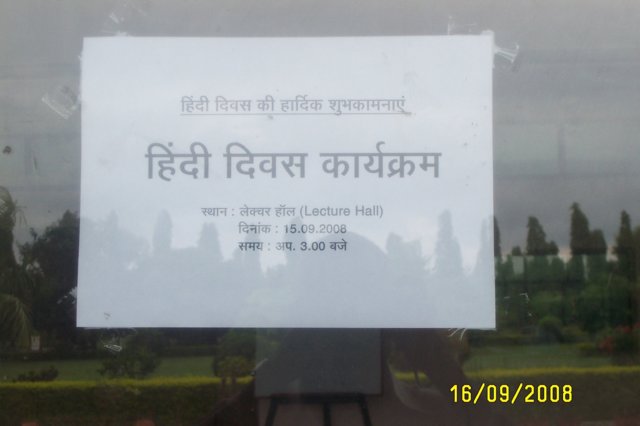 हिंदी दिवस की हार्दिक शुभकामनाएं
हिंदी दिवस कार्यक्रम
स्थान : लेक्चर हॉल (Lecture Hall)
दिनांक : 15.09.2008
समय : अप. 3.00 बजे
16/09/2008